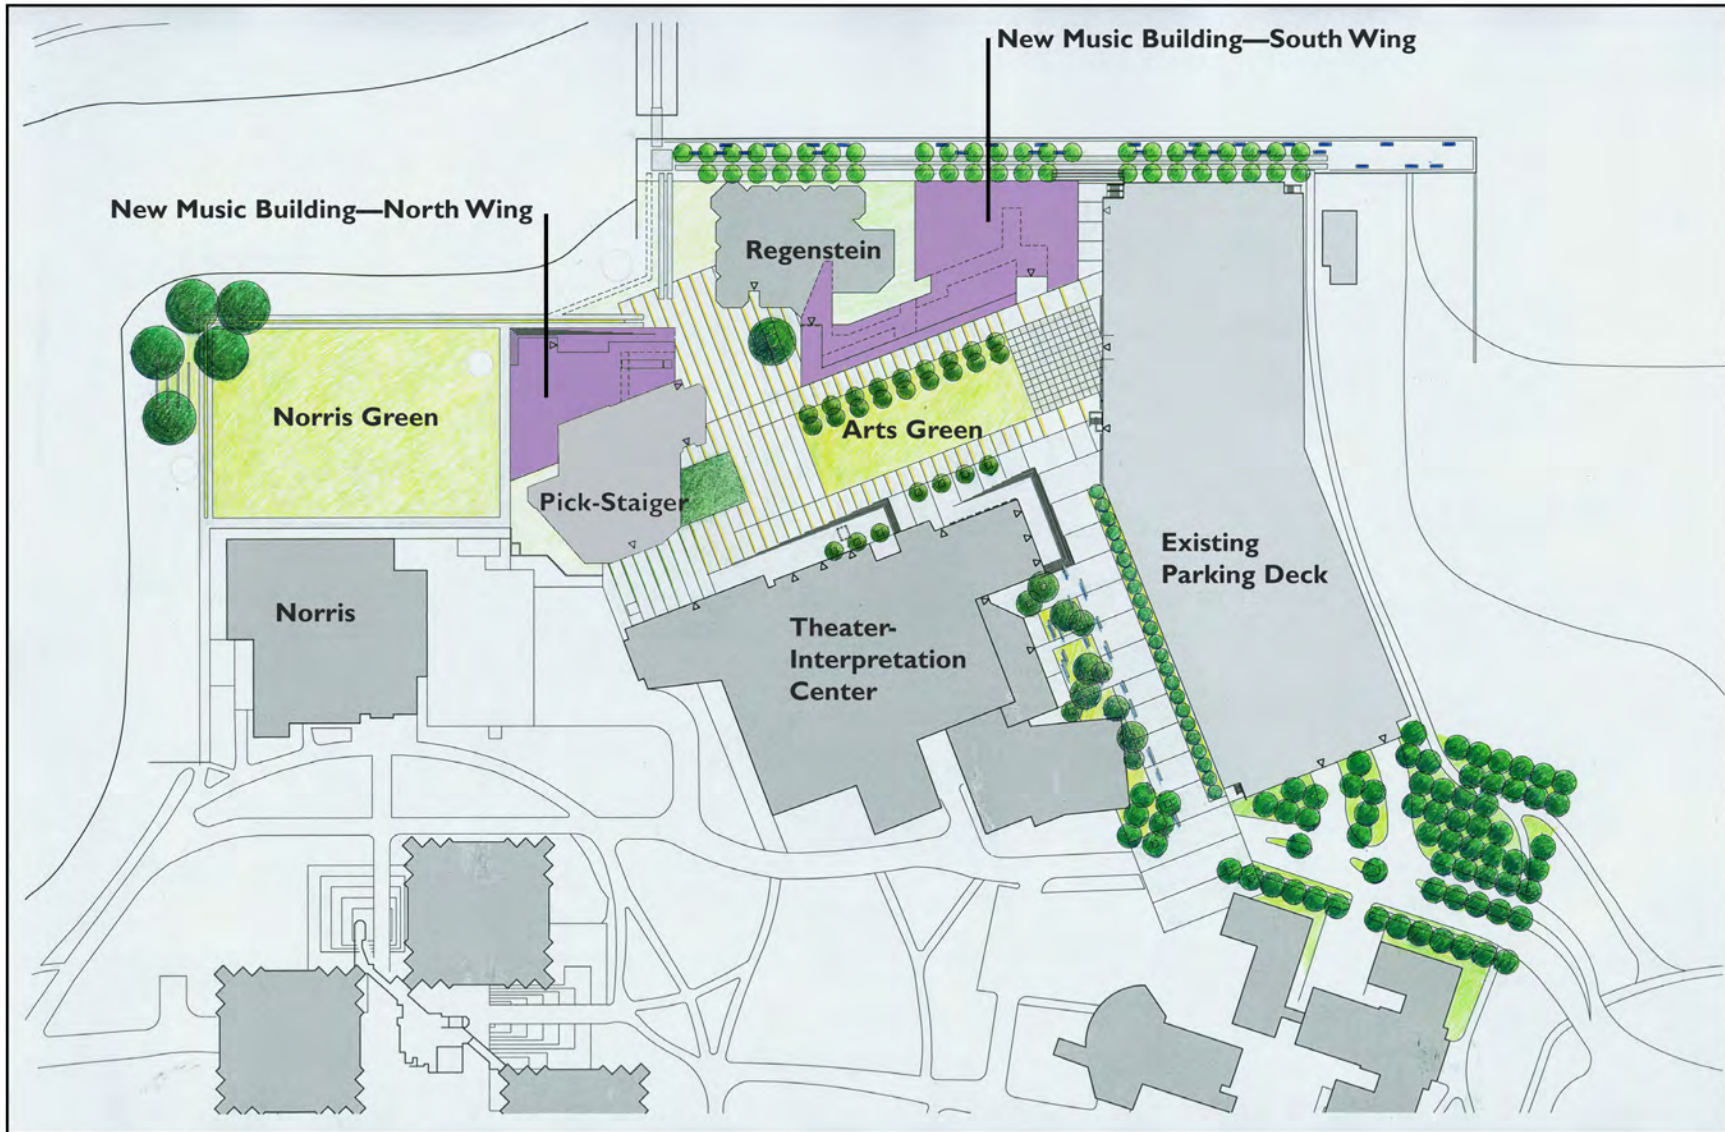 New Music Building—South Wing
New Music Building—North Wing
Regenstein
Norris Green
Arts Green
Pick-Staiger
Existing
Parking Deck
Norris
Theater-
Interpretation
Center